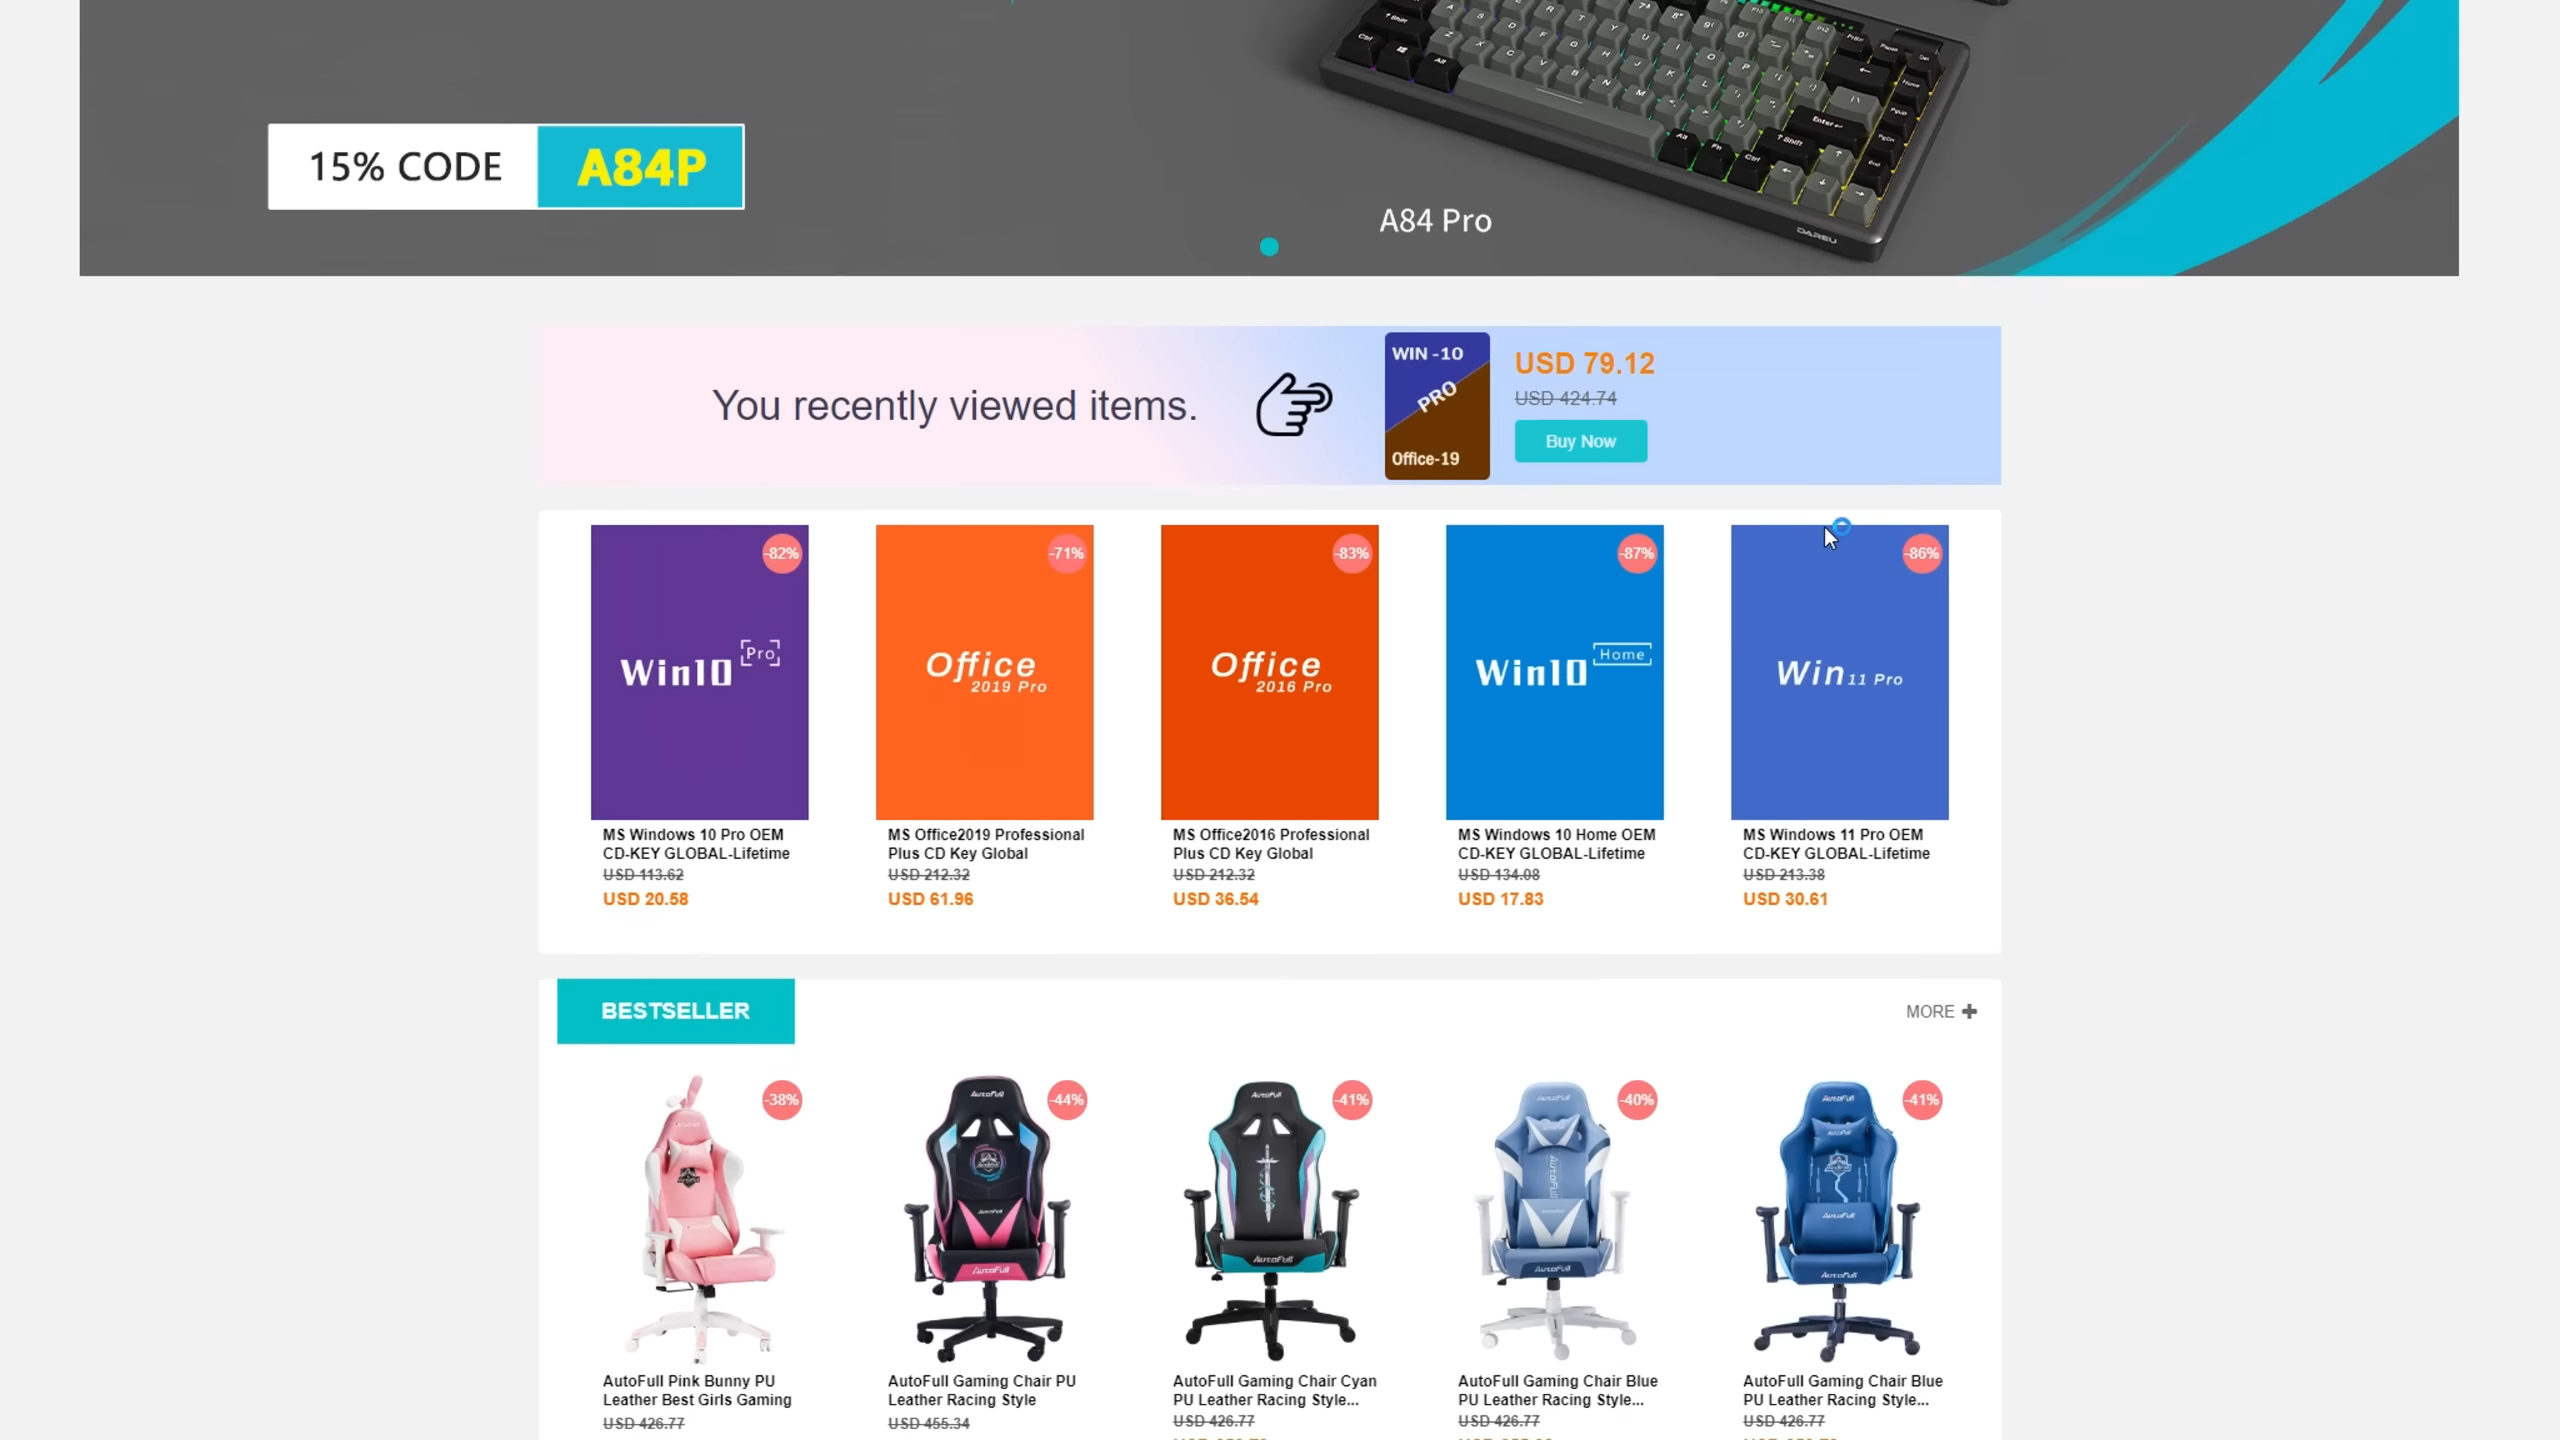 15% CODE A84P
A84 Pro
DAREU
You recently viewed items.
WIN -10
PRO
Office-19
USD 79.12
USD 424.74
Buy Now
-82%
-71%
-83%
-87%
-86%
Win10 Pro
Office
2019 Pro
Office
2016 Pro
Win10 Home
Win 11 Pro
MS Windows 10 Pro OEM
CD-KEY GLOBAL-Lifetime
USD 113.62
USD 20.58
MS Office2019 Professional
Plus CD Key Global
USD 212.32
USD 61.96
MS Office2016 Professional
Plus CD Key Global
USD 212.32
USD 36.54
MS Windows 10 Home OEM
CD-KEY GLOBAL-Lifetime
USD 134.08
USD 17.83
MS Windows 11 Pro OEM
CD-KEY GLOBAL-Lifetime
USD 213.38
USD 30.61
BESTSELLER
MORE
-38%
-44%
-41%
-40%
-41%
AutoFull Pink Bunny PU
Leather Best Girls Gaming
USD 426.77
AutoFull Gaming Chair PU
Leather Racing Style
USD 455.34
AutoFull Gaming Chair Cyan
PU Leather Racing Style...
USD 426.77
AutoFull Gaming Chair Blue
PU Leather Racing Style...
USD 426.77
AutoFull Gaming Chair Blue
PU Leather Racing Style...
USD 426.77